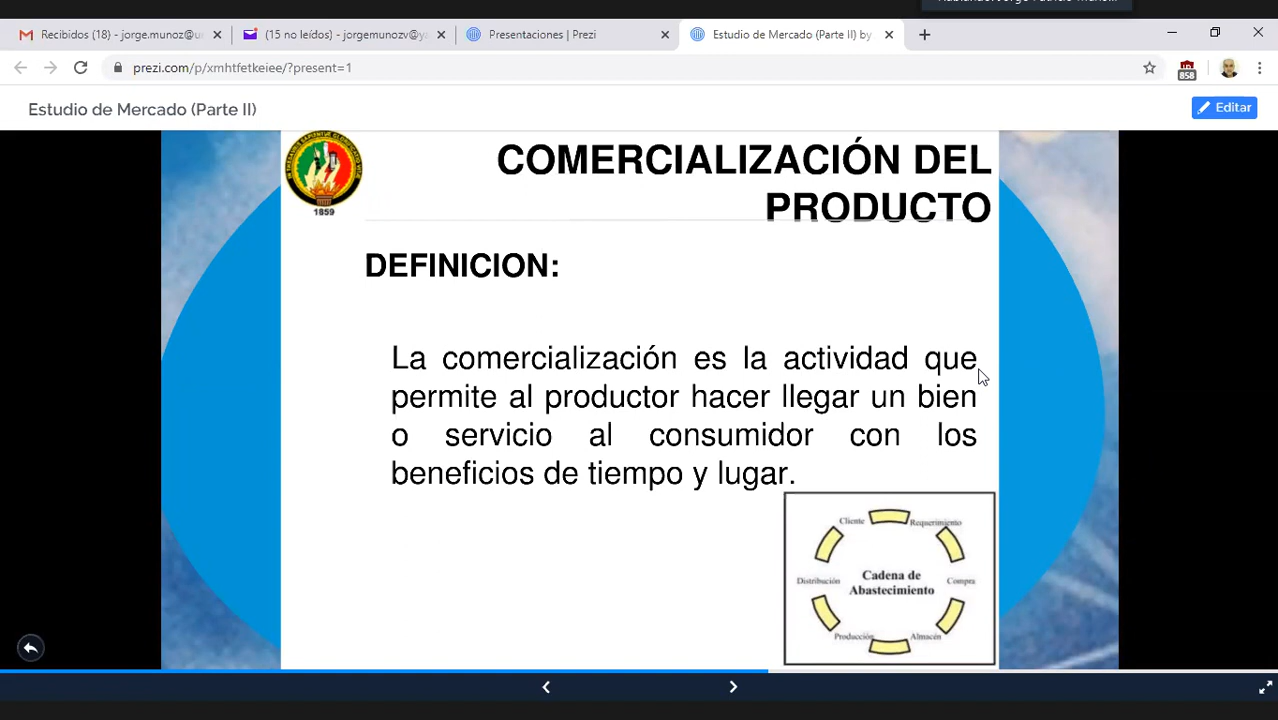 Recibidos (18) - jorge.munoz@u
(15 no leídos) - jorgemunozv@y
Presentaciones | Prezi
Estudio de Mercado (Parte II) by
prezi.com/p/xmhtfetkeiee/?present=1
858
Estudio de Mercado (Parte II)
Editar
1859
COMERCIALIZACIÓN DEL
PRODUCTO
DEFINICION:
La comercialización es la actividad que
permite al productor hacer llegar un bien
o servicio al consumidor con los
beneficios de tiempo y lugar.
Cliente
Requerimiento
Distribución
Cadena de
Abastecimiento
Compra
Producción
Almacén